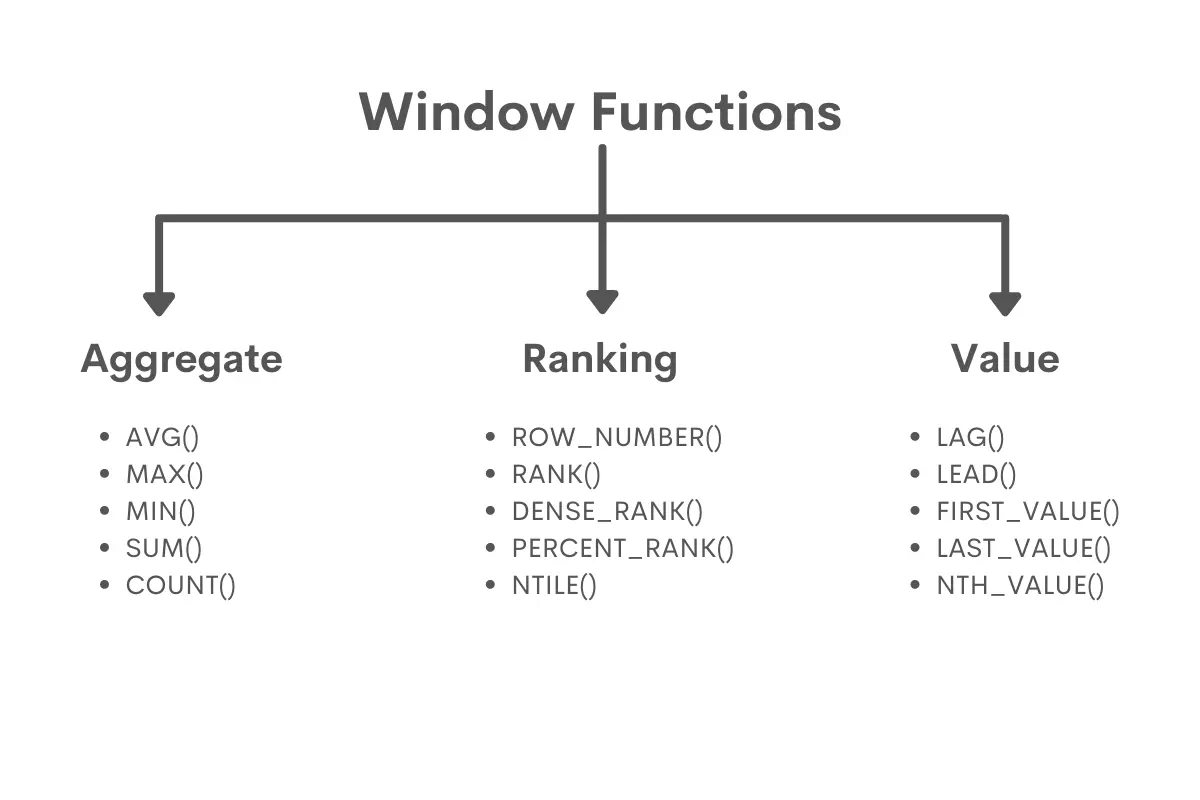 Window Functions
Aggregate
• AVG()
• MAX()
• MIN()
• SUM()
• COUNT()
Ranking
• ROW_NUMBER()
• RANK()
• DENSE_RANK()
• PERCENT_RANK()
• NTILE()
Value
• LAG()
• LEAD()
• FIRST_VALUE()
• LAST_VALUE()
• NTH_VALUE()